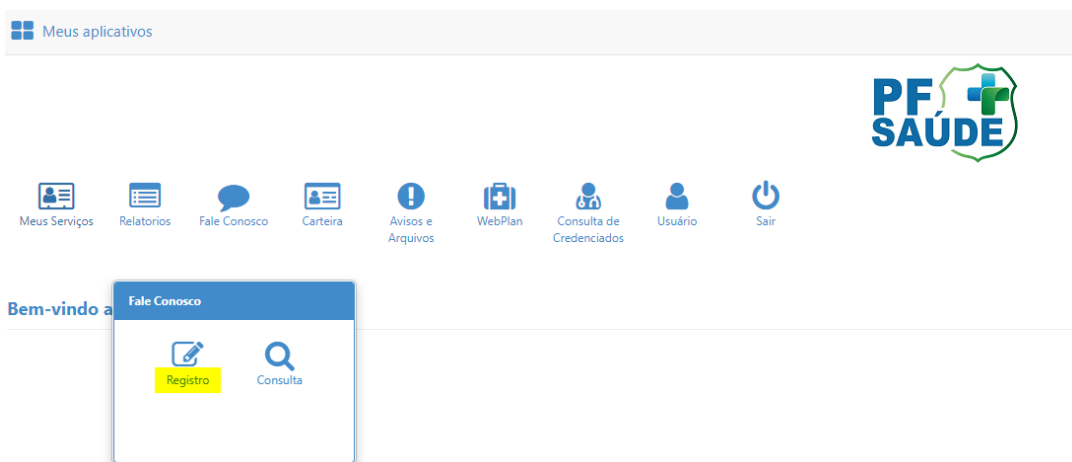 Meus aplicativos
PF
SAÚDE
Meus Serviços
Relatorios
Fale Conosco
Carteira
Avisos e
Arquivos
WebPlan
Consulta de
Credenciados
Usuário
Sair
Bem-vindo a
Fale Conosco
Registro
Consulta